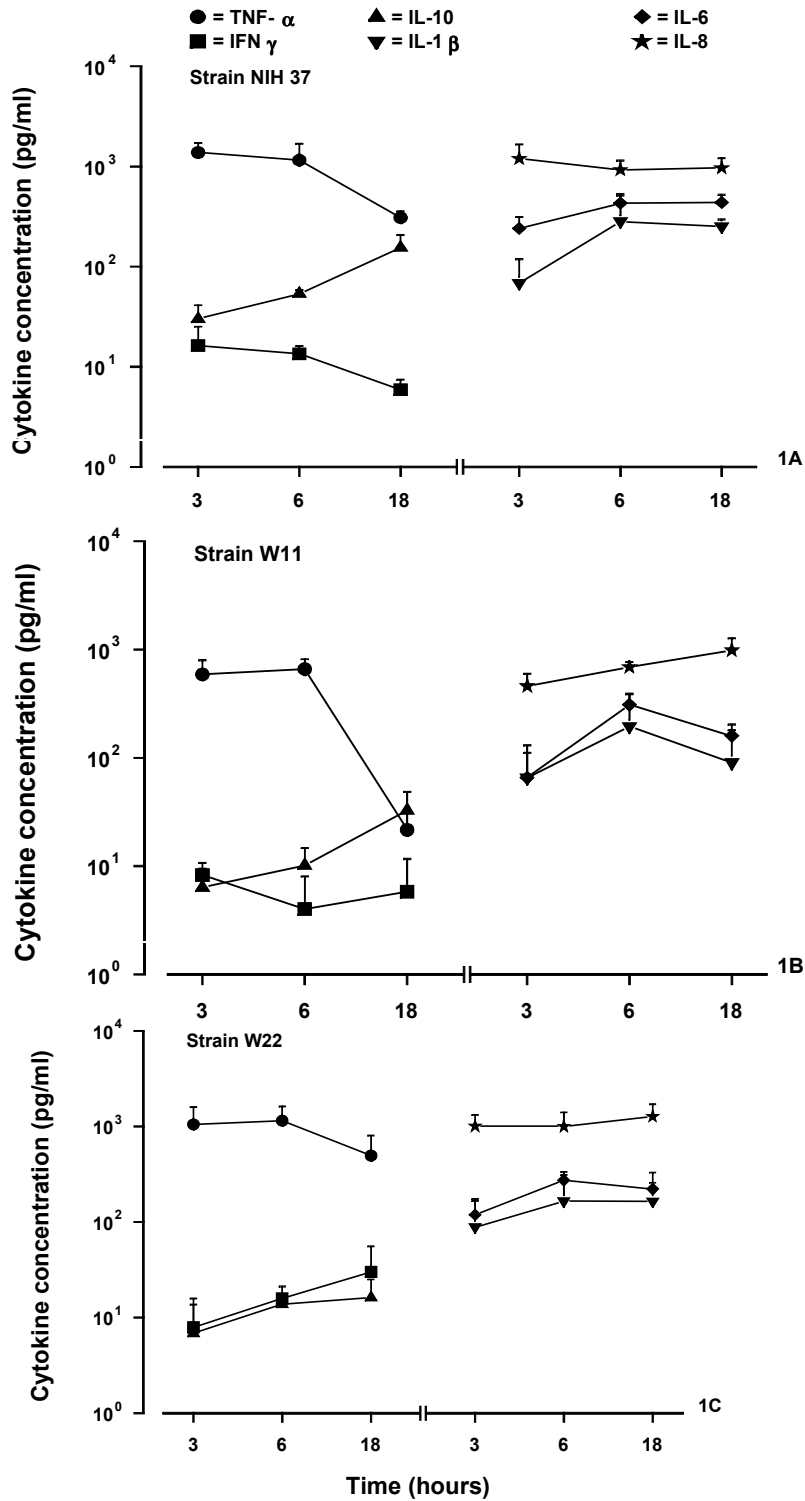 = TNF- α = IL-10 = IL-6
= IFN γ = IL-1 β = IL-8
Cytokine concentration (pg/ml)
Strain NIH 37
10⁴
10³
10²
10¹
10⁰
3 6 18 3 6 18
1A
Cytokine concentration (pg/ml)
Strain W11
10⁴
10³
10²
10¹
10⁰
3 6 18 3 6 18
1B
Cytokine concentration (pg/ml)
Strain W22
10⁴
10³
10²
10¹
10⁰
3 6 18 3 6 18
1C
Time (hours)